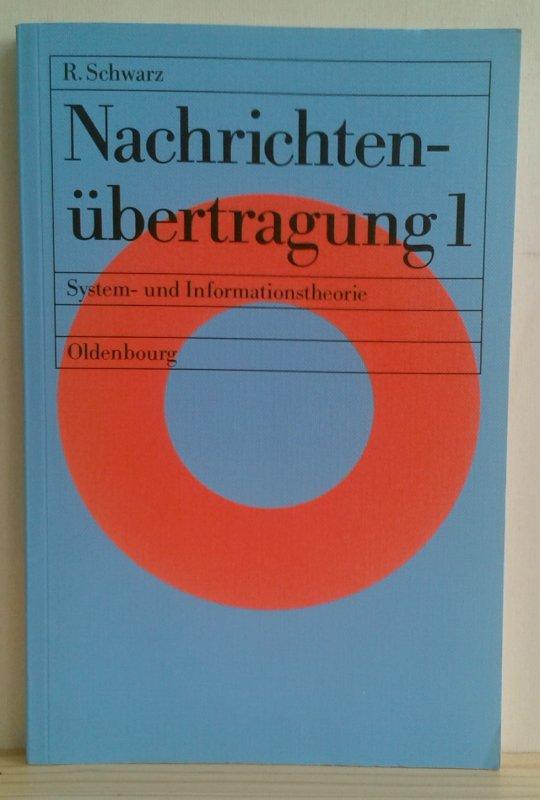 R. Schwarz
Nachrichten-
übertragung 1
System- und Informationstheorie
Oldenbourg